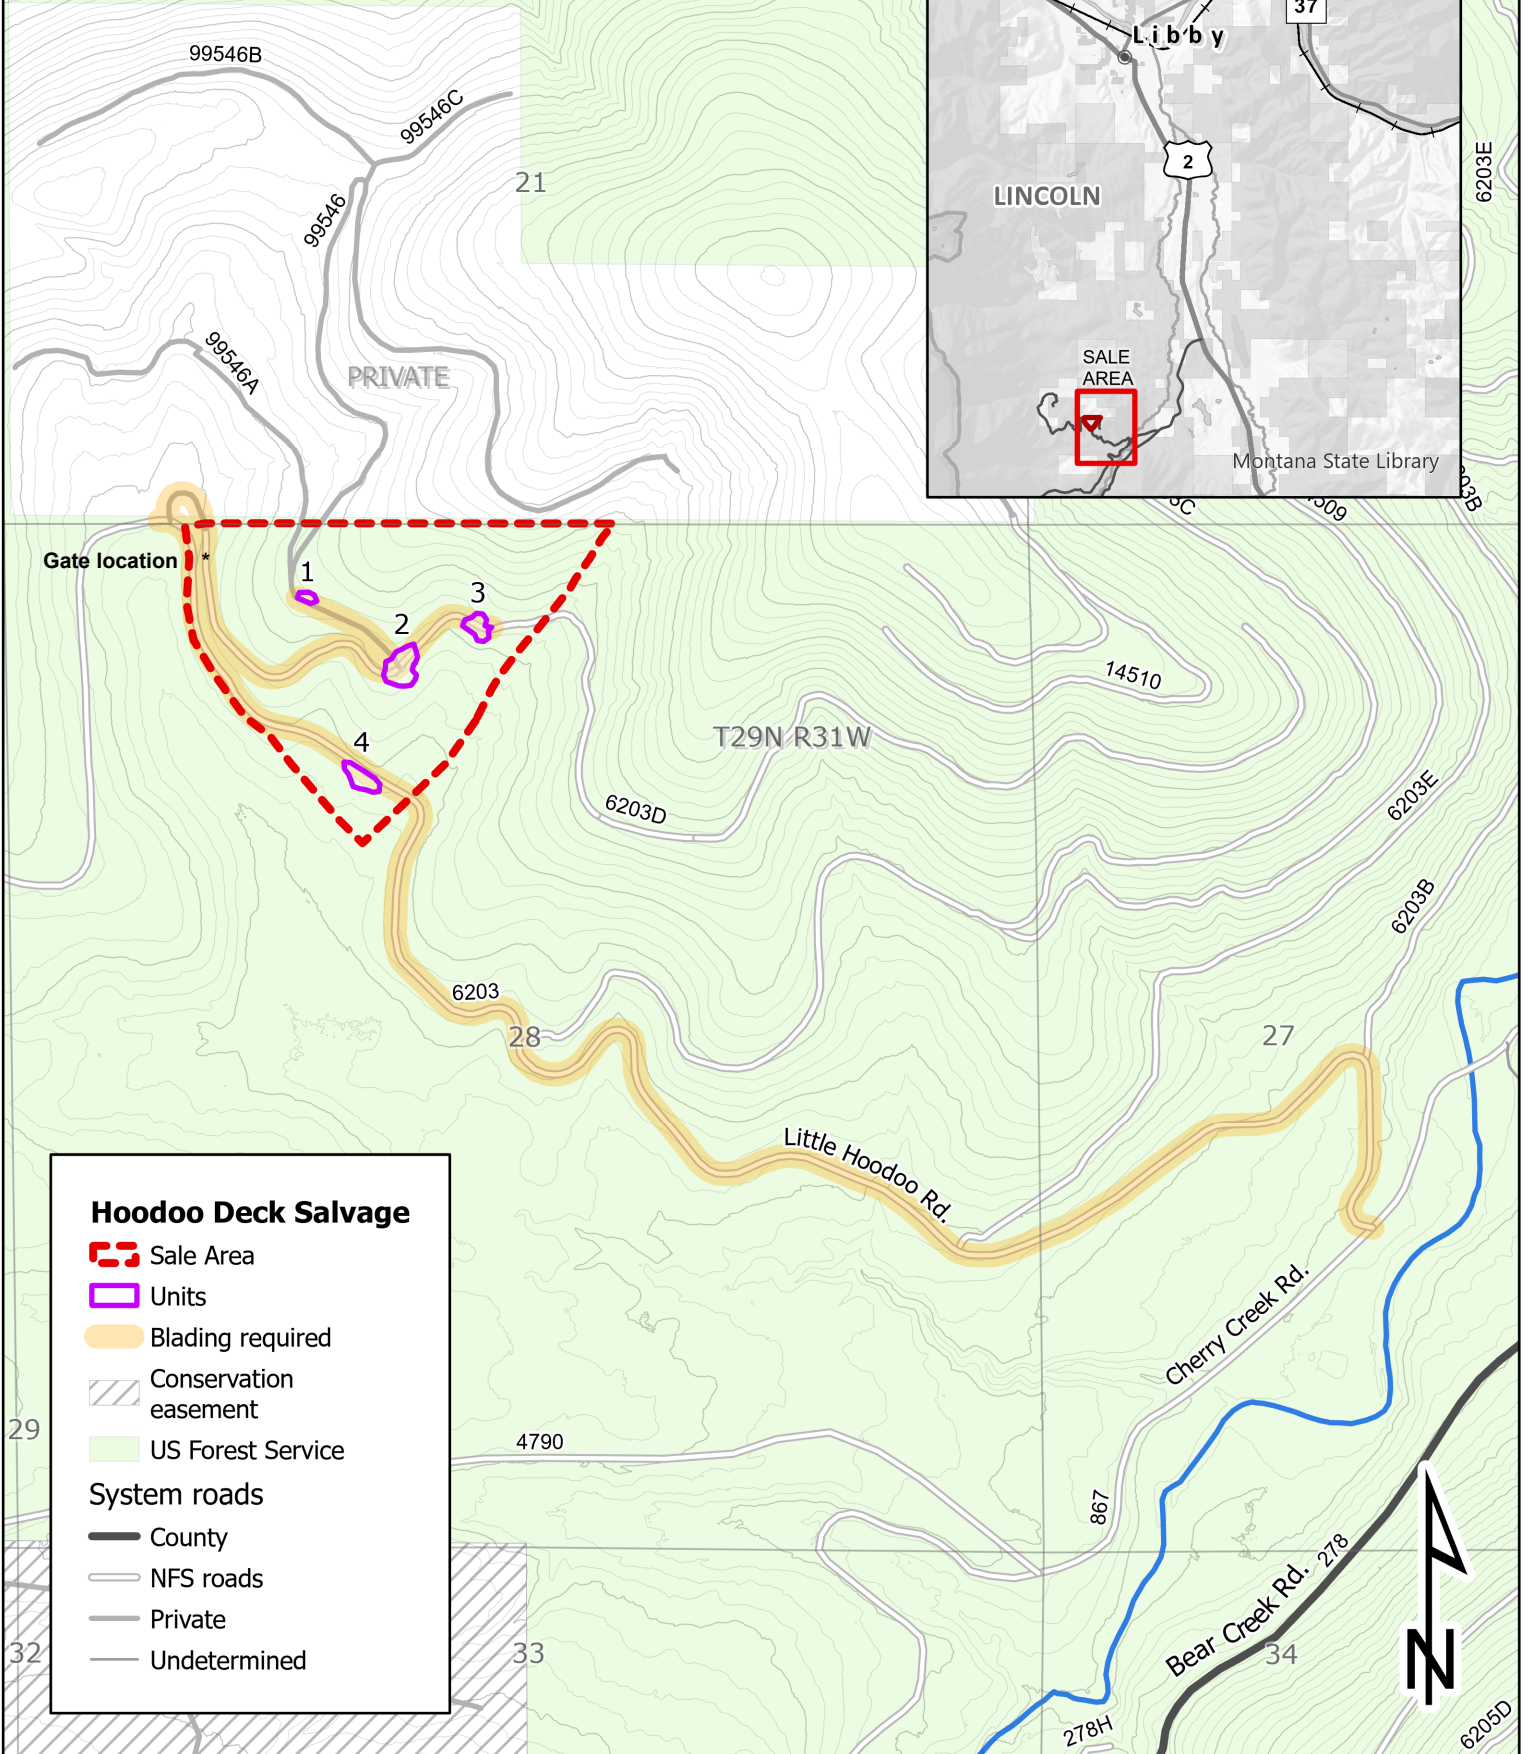 99546B
99546C
21
99546
99546A
PRIVATE
37
Libby
2
LINCOLN
SALE
AREA
Montana State Library
6203E
Gate location
*
1
2
3
4
14510
T29N R31W
6203D
6203E
6203B
6203
28
27
Little Hoodoo Rd.
Cherry Creek Rd.
29
4790
867
Bear Creek Rd.
278
32
33
34
278H
6205D
Hoodoo Deck Salvage
Sale Area
Units
Blading required
Conservation
easement
US Forest Service
System roads
County
NFS roads
Private
Undetermined
N